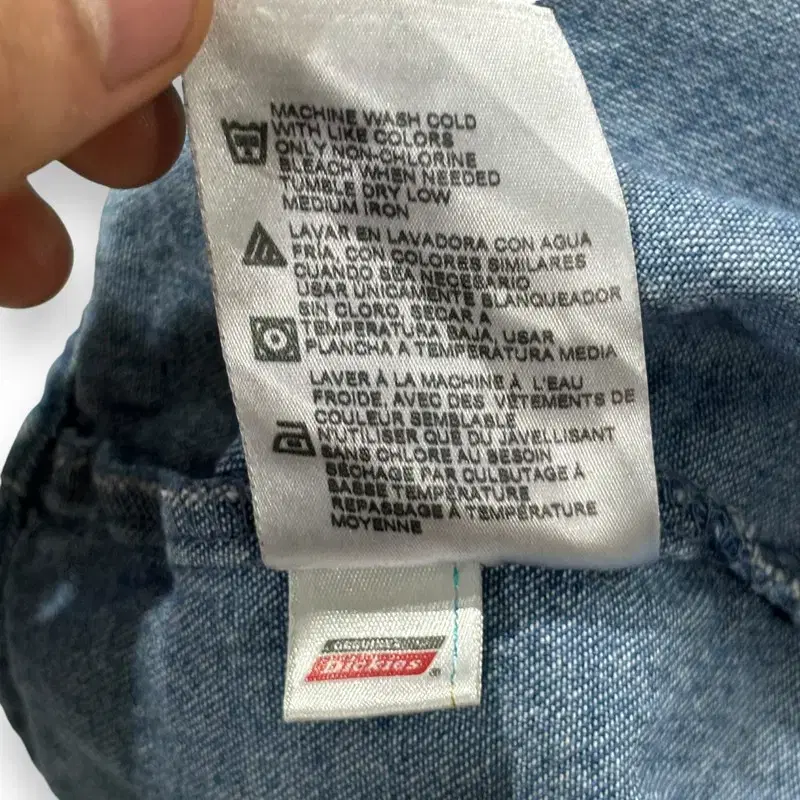 MACHINE WASH COLD
WITH LIKE COLORS
ONLY NON-CHLORINE
BLEACH WHEN NEEDED
TUMBLE DRY LOW
MEDIUM IRON
LAVAR EN LAVADORA CON AGUA
FRIA, CON COLORES SIMILARES
CUANDO SEA NECESARIO
USAR UNICAMENTE BLANQUEADOR
SIN CLORO, SECAR A
TEMPERATURA BAJA, USAR
PLANCHA A TEMPERATURA MEDIA
LAVER À LA MACHINE À L'EAU
FROIDE, AVEC DES VÊTEMENTS DE
COULEUR SEMBLABLE
N'UTILISER QUE DU JAVELLISANT
SANS CHLORE AU BESOIN
SÉCHAGE PAR CULBUTAGE À
BASSE TEMPÉRATURE
REPASSAGE À TEMPÉRATURE
MOYENNE
GENUINE
Dickies®